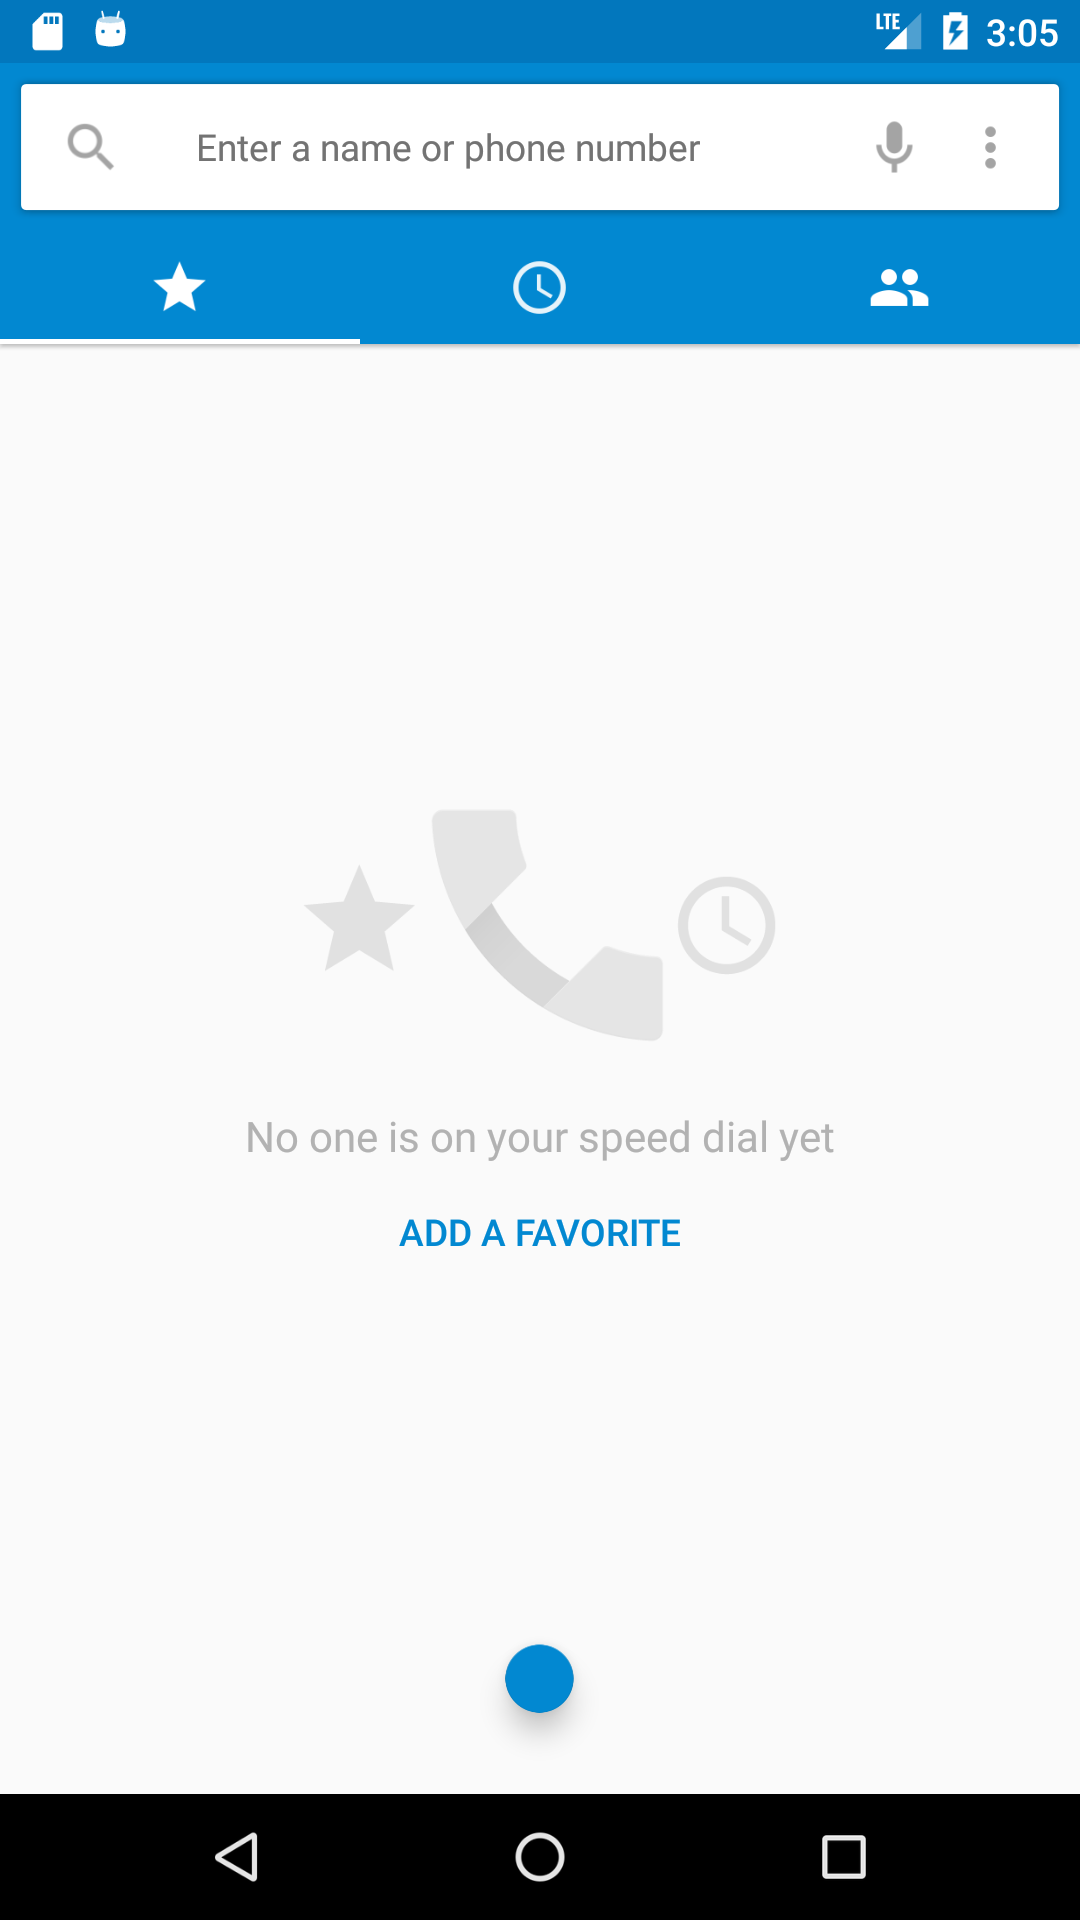 LTE 3:05
Enter a name or phone number
No one is on your speed dial yet
ADD A FAVORITE